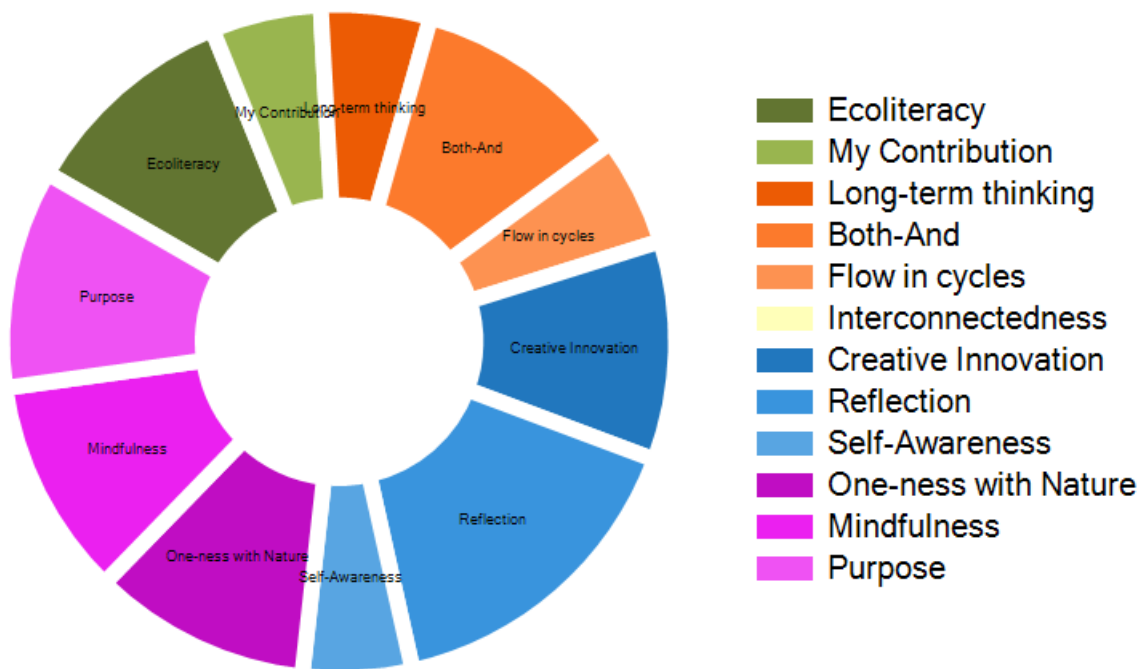 My Contribution
Long-term thinking
Both-And
Ecoliteracy
Flow in cycles
Purpose
Creative Innovation
Mindfulness
Reflection
One-ness with Nature
Self-Awareness
Ecoliteracy
My Contribution
Long-term thinking
Both-And
Flow in cycles
Interconnectedness
Creative Innovation
Reflection
Self-Awareness
One-ness with Nature
Mindfulness
Purpose